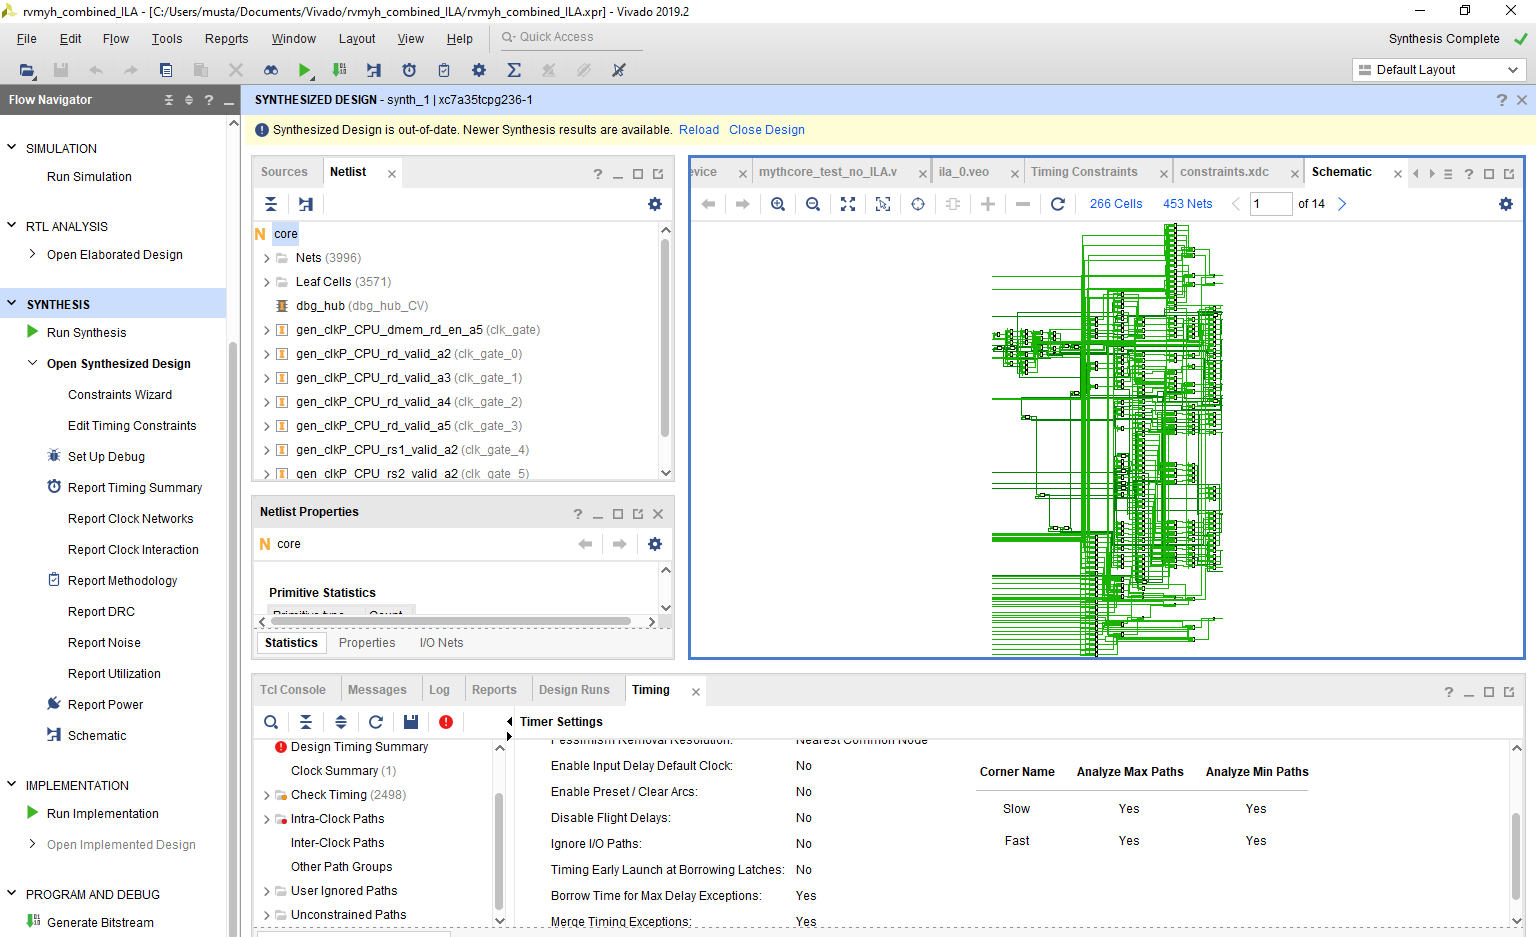 rvmyh_combined_ILA - [C:/Users/musta/Documents/Vivado/rvmyh_combined_ILA/rvmyh_combined_ILA.xpr] - Vivado 2019.2
File Edit Flow Tools Reports Window Layout View Help Quick Access
Synthesis Complete
Default Layout
Flow Navigator
SIMULATION
Run Simulation
RTL ANALYSIS
Open Elaborated Design
SYNTHESIS
Run Synthesis
Open Synthesized Design
Constraints Wizard
Edit Timing Constraints
Set Up Debug
Report Timing Summary
Report Clock Networks
Report Clock Interaction
Report Methodology
Report DRC
Report Noise
Report Utilization
Report Power
Schematic
IMPLEMENTATION
Run Implementation
Open Implemented Design
PROGRAM AND DEBUG
Generate Bitstream
SYNTHESIZED DESIGN - synth_1 | xc7a35tcpg236-1
Synthesized Design is out-of-date. Newer Synthesis results are available. Reload Close Design
Sources Netlist
N core
Nets (3996)
Leaf Cells (3571)
dbg_hub (dbg_hub_CV)
gen_clkP_CPU_dmem_rd_en_a5 (clk_gate)
gen_clkP_CPU_rd_valid_a2 (clk_gate_0)
gen_clkP_CPU_rd_valid_a3 (clk_gate_1)
gen_clkP_CPU_rd_valid_a4 (clk_gate_2)
gen_clkP_CPU_rd_valid_a5 (clk_gate_3)
gen_clkP_CPU_rs1_valid_a2 (clk_gate_4)
gen_clkP_CPU_rs2_valid_a2 (clk_gate_5)
Netlist Properties
N core
Primitive Statistics
Primitive type Count
Statistics Properties I/O Nets
evice mythcore_test_no_ILA.v ila_0.veo Timing Constraints constraints.xdc Schematic
266 Cells 453 Nets 1 of 14
Tcl Console Messages Log Reports Design Runs Timing
Design Timing Summary
Clock Summary (1)
Check Timing (2498)
Intra-Clock Paths
Inter-Clock Paths
Other Path Groups
User Ignored Paths
Unconstrained Paths
Timer Settings
Pessimism Removal Resolution: Nearest Common Node
Enable Input Delay Default Clock: No
Enable Preset / Clear Arcs: No
Disable Flight Delays: No
Ignore I/O Paths: No
Timing Early Launch at Borrowing Latches: No
Borrow Time for Max Delay Exceptions: Yes
Merge Timing Exceptions: Yes
Corner Name Analyze Max Paths Analyze Min Paths
Slow Yes Yes
Fast Yes Yes